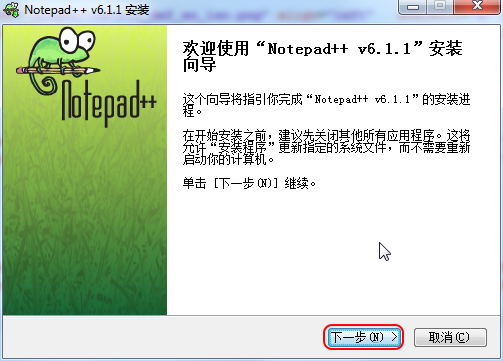 Notepad++ v6.1.1 安装
Notepad++
欢迎使用“Notepad++ v6.1.1”安装
向导
这个向导将指引你完成“Notepad++ v6.1.1”的安装进
程。
在开始安装之前，建议先关闭其他所有应用程序。这将
允许“安装程序”更新指定的系统文件，而不需要重新
启动你的计算机。
单击 [下一步(N)] 继续。
下一步(N) >
取消(C)